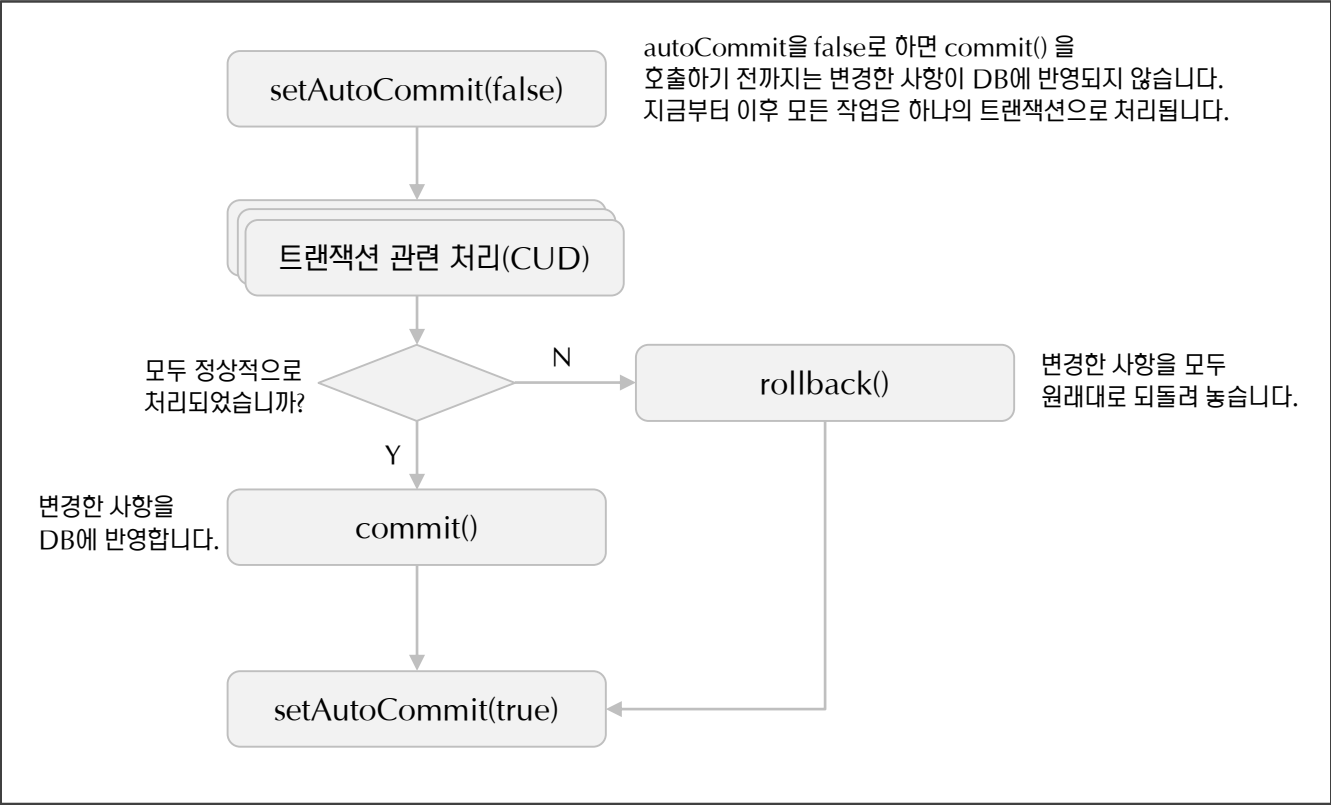 setAutoCommit(false)
autoCommit을 false로 하면 commit() 을
호출하기 전까지는 변경한 사항이 DB에 반영되지 않습니다.
지금부터 이후 모든 작업은 하나의 트랜잭션으로 처리됩니다.
트랜잭션 관련 처리(CUD)
모두 정상적으로
처리되었습니까?
N
rollback()
변경한 사항을 모두
원래대로 되돌려 놓습니다.
Y
변경한 사항을
DB에 반영합니다.
commit()
setAutoCommit(true)